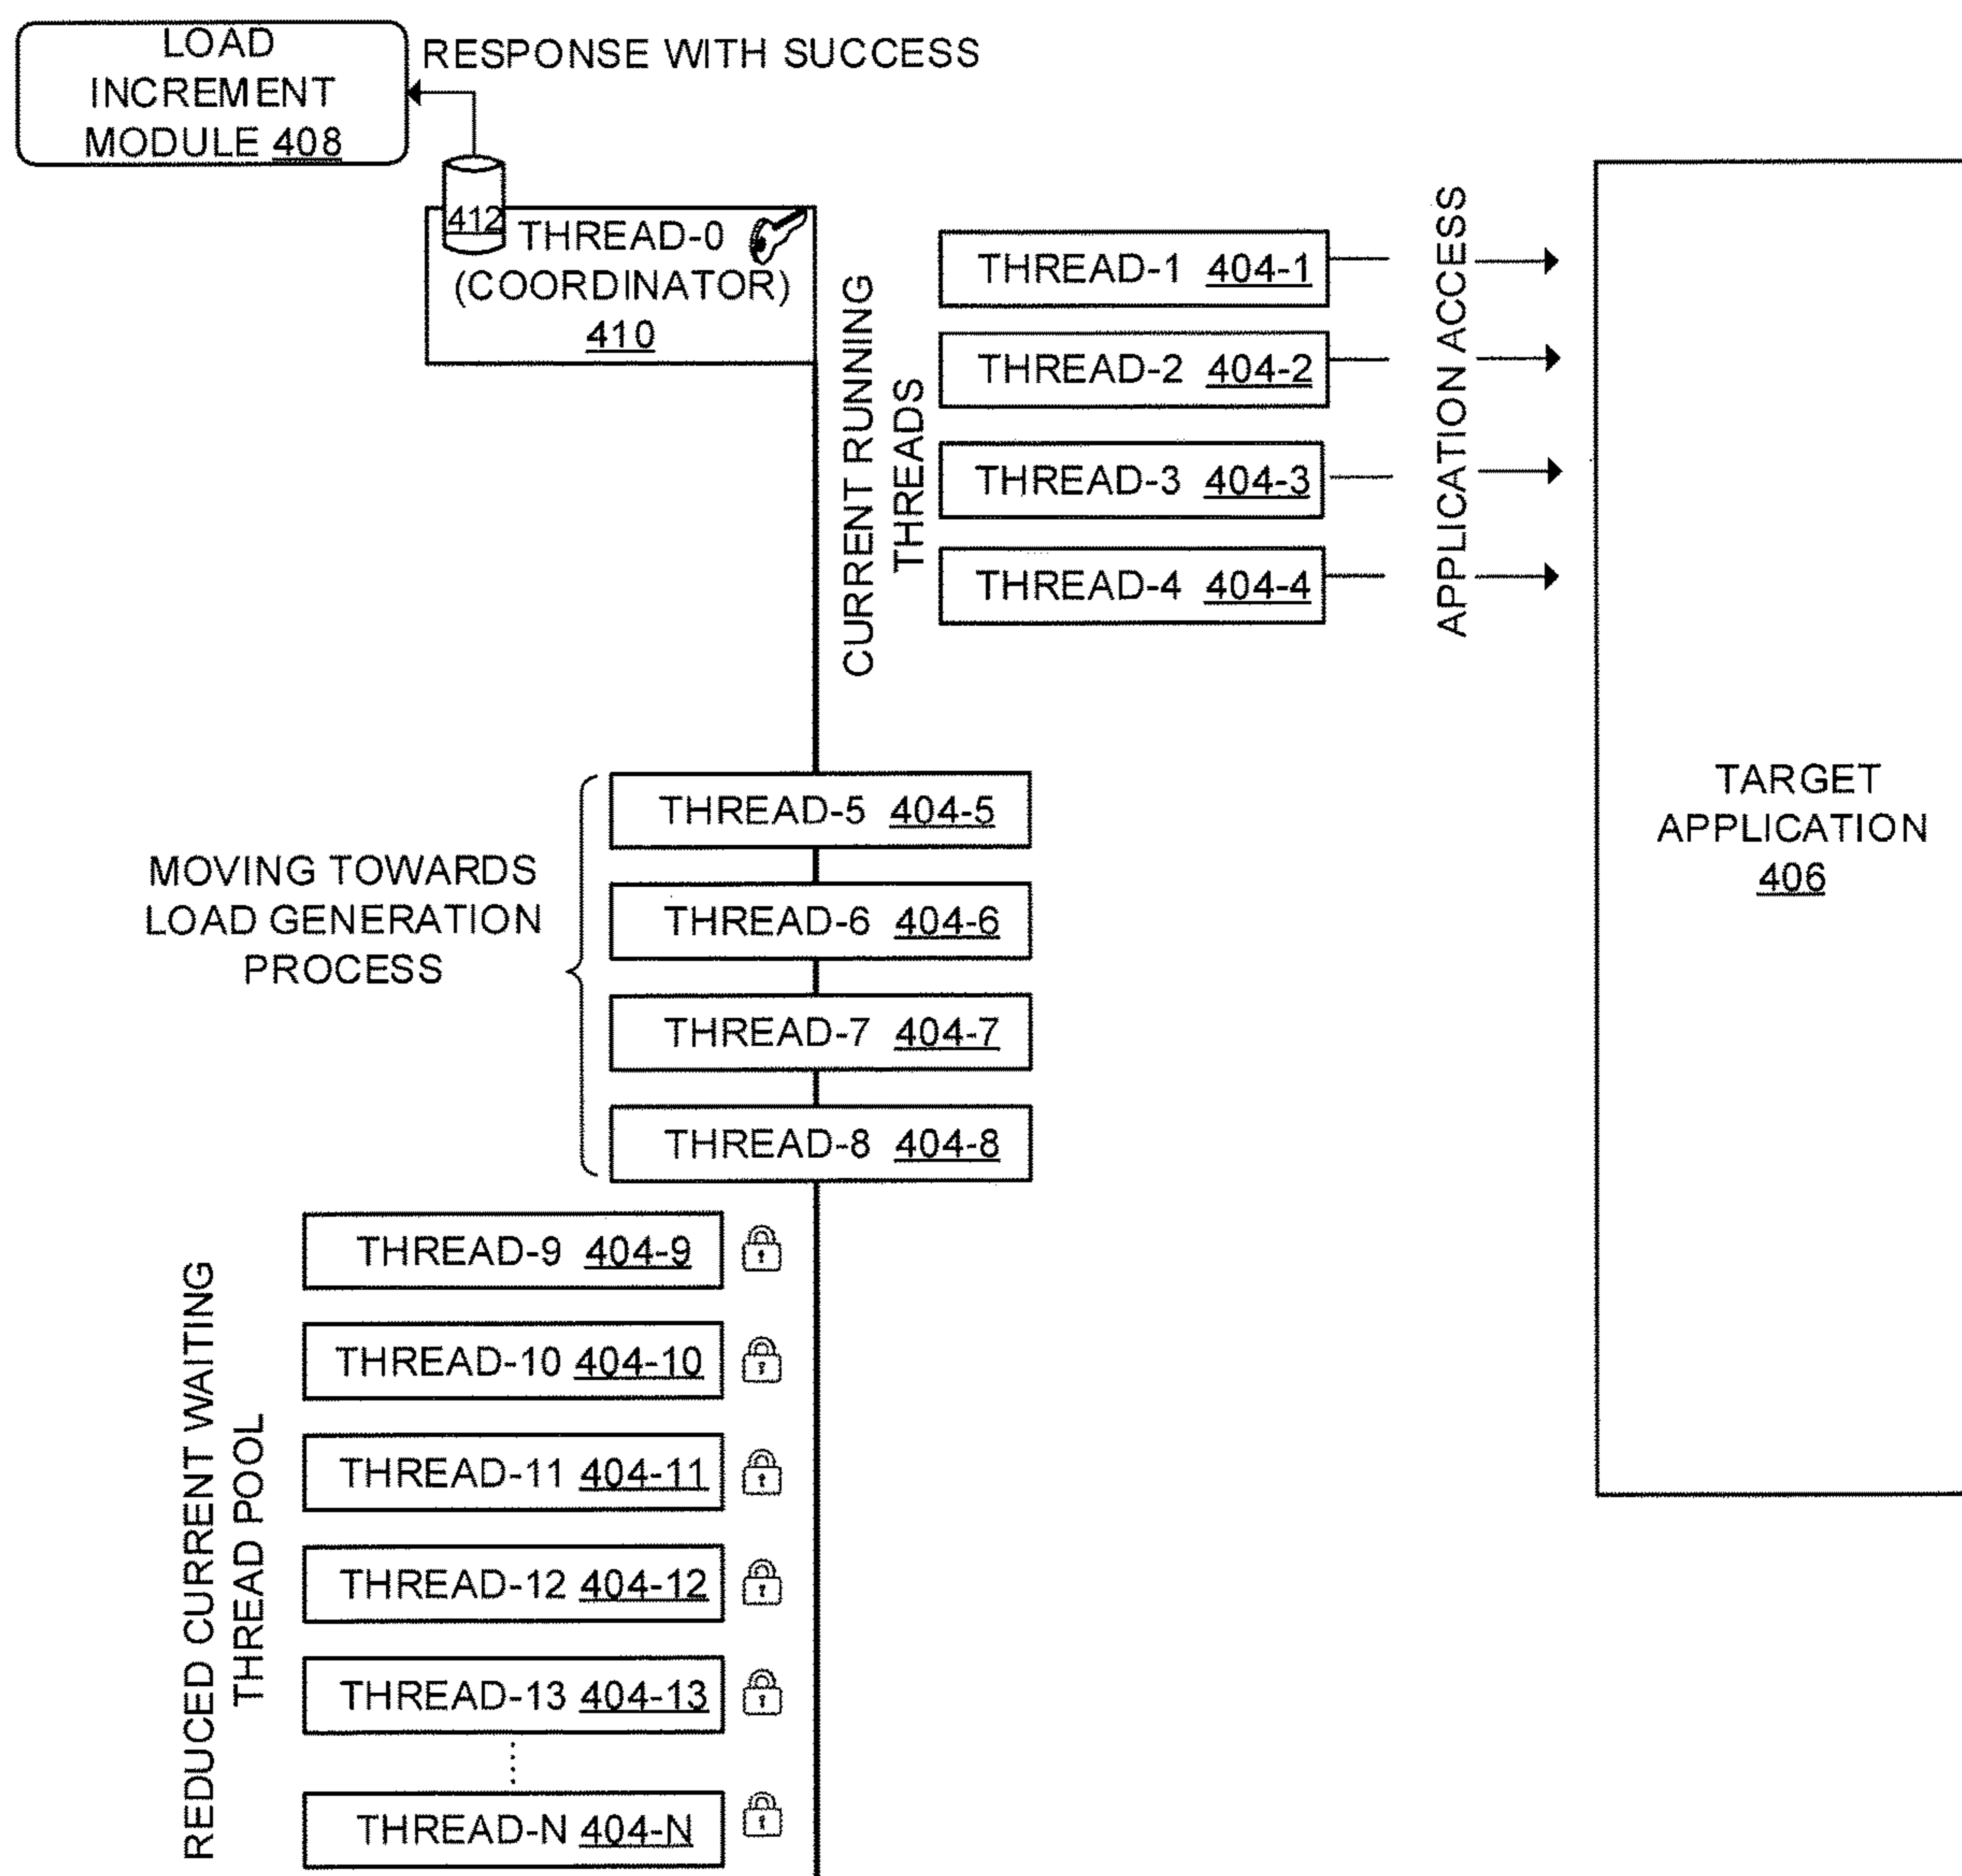 LOAD
INCREMENT
MODULE 408
RESPONSE WITH SUCCESS
412
THREAD-0
(COORDINATOR)
410
CURRENT RUNNING
THREADS
THREAD-1 404-1
THREAD-2 404-2
THREAD-3 404-3
THREAD-4 404-4
APPLICATION ACCESS
TARGET
APPLICATION
406
MOVING TOWARDS
LOAD GENERATION
PROCESS
THREAD-5 404-5
THREAD-6 404-6
THREAD-7 404-7
THREAD-8 404-8
REDUCED CURRENT WAITING
THREAD POOL
THREAD-9 404-9
THREAD-10 404-10
THREAD-11 404-11
THREAD-12 404-12
THREAD-13 404-13
THREAD-N 404-N